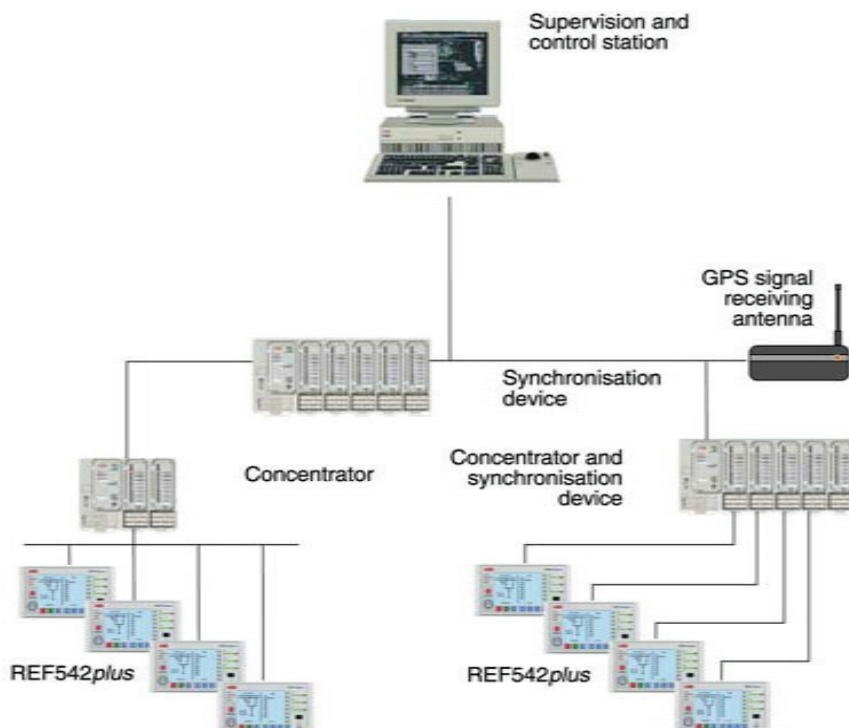 Supervision and
control station
GPS signal
receiving
antenna
Synchronisation
device
Concentrator
Concentrator and
synchronisation
device
REF542plus
REF542plus